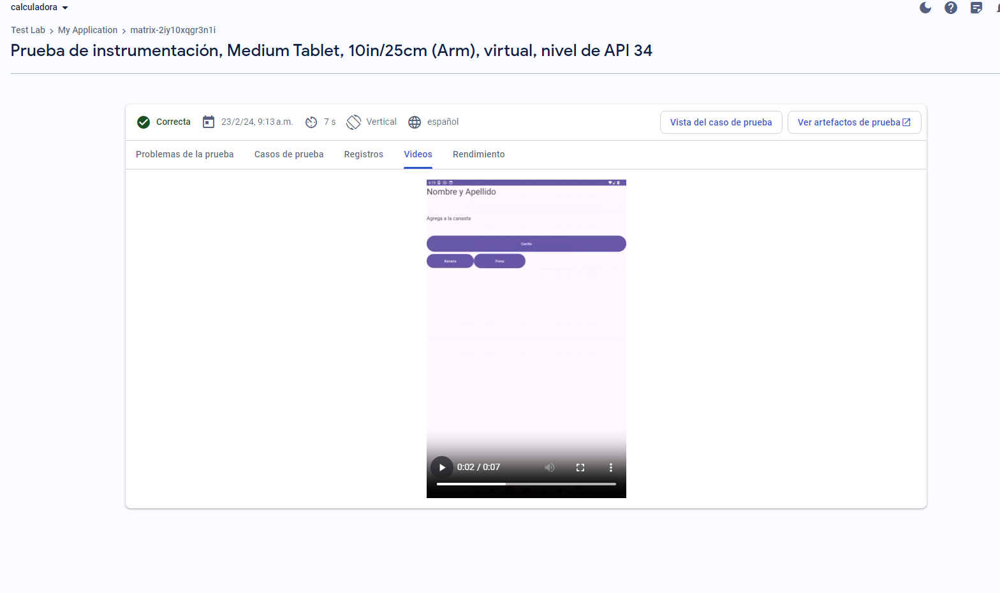 calculadora
Test Lab > My Application > matrix-2iy10xqgr3n1i
Prueba de instrumentación, Medium Tablet, 10in/25cm (Arm), virtual, nivel de API 34
Correcta 23/2/24, 9:13 a.m. 7 s Vertical español Vista del caso de prueba Ver artefactos de prueba
Problemas de la prueba Casos de prueba Registros Videos Rendimiento
6:15
Nombre y Apellido
Agrega a la canasta
Carrito
Banana Fresa
0:02 / 0:07